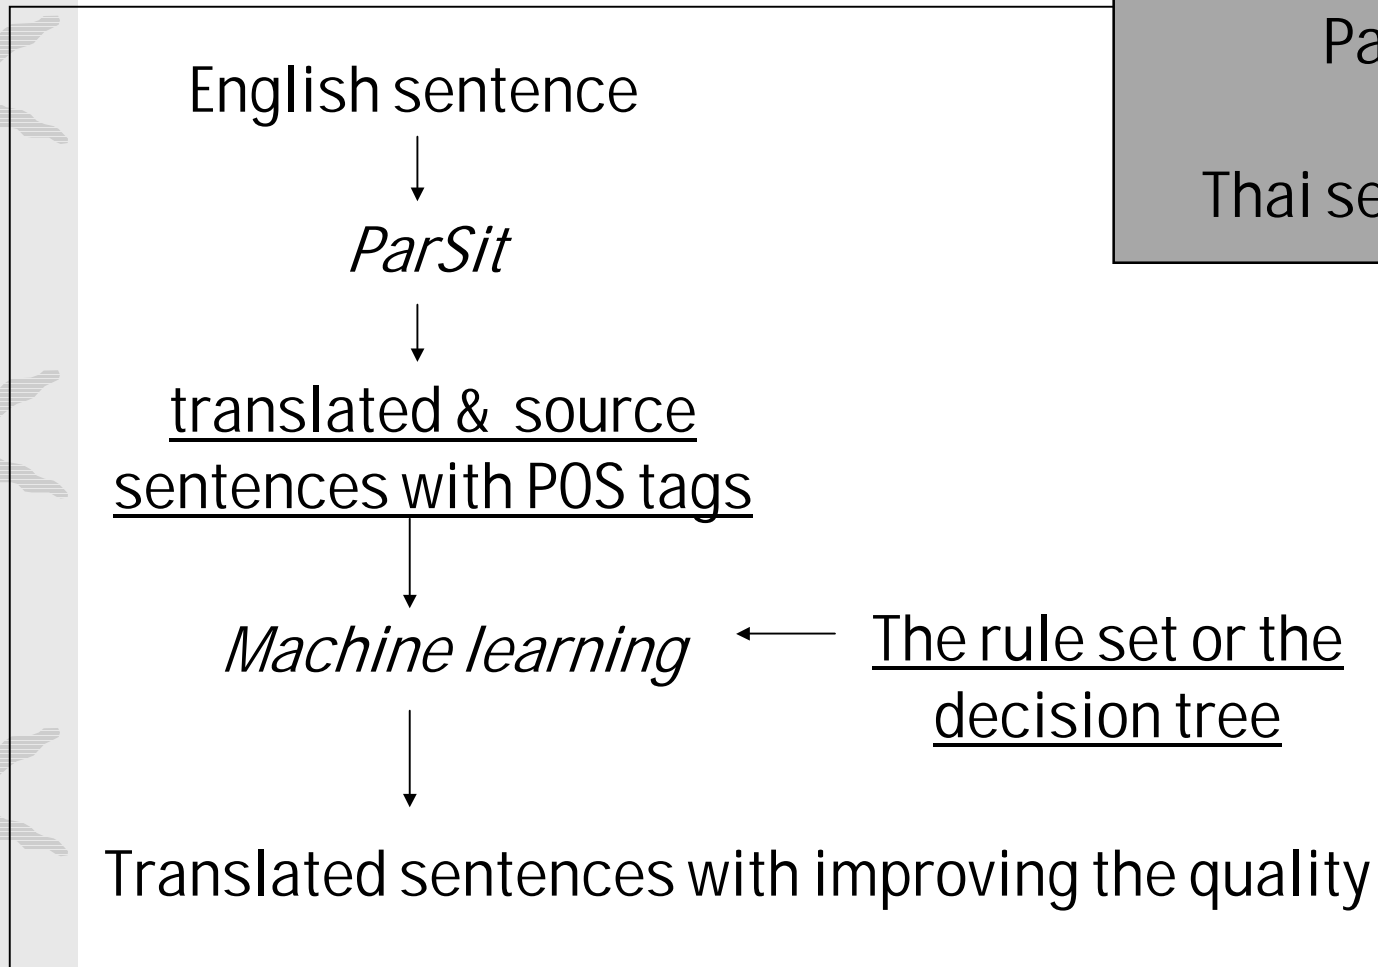 English sentence
ParSit
translated & source
sentences with POS tags
Machine learning
The rule set or the
decision tree
Translated sentences with improving the quality
Thai